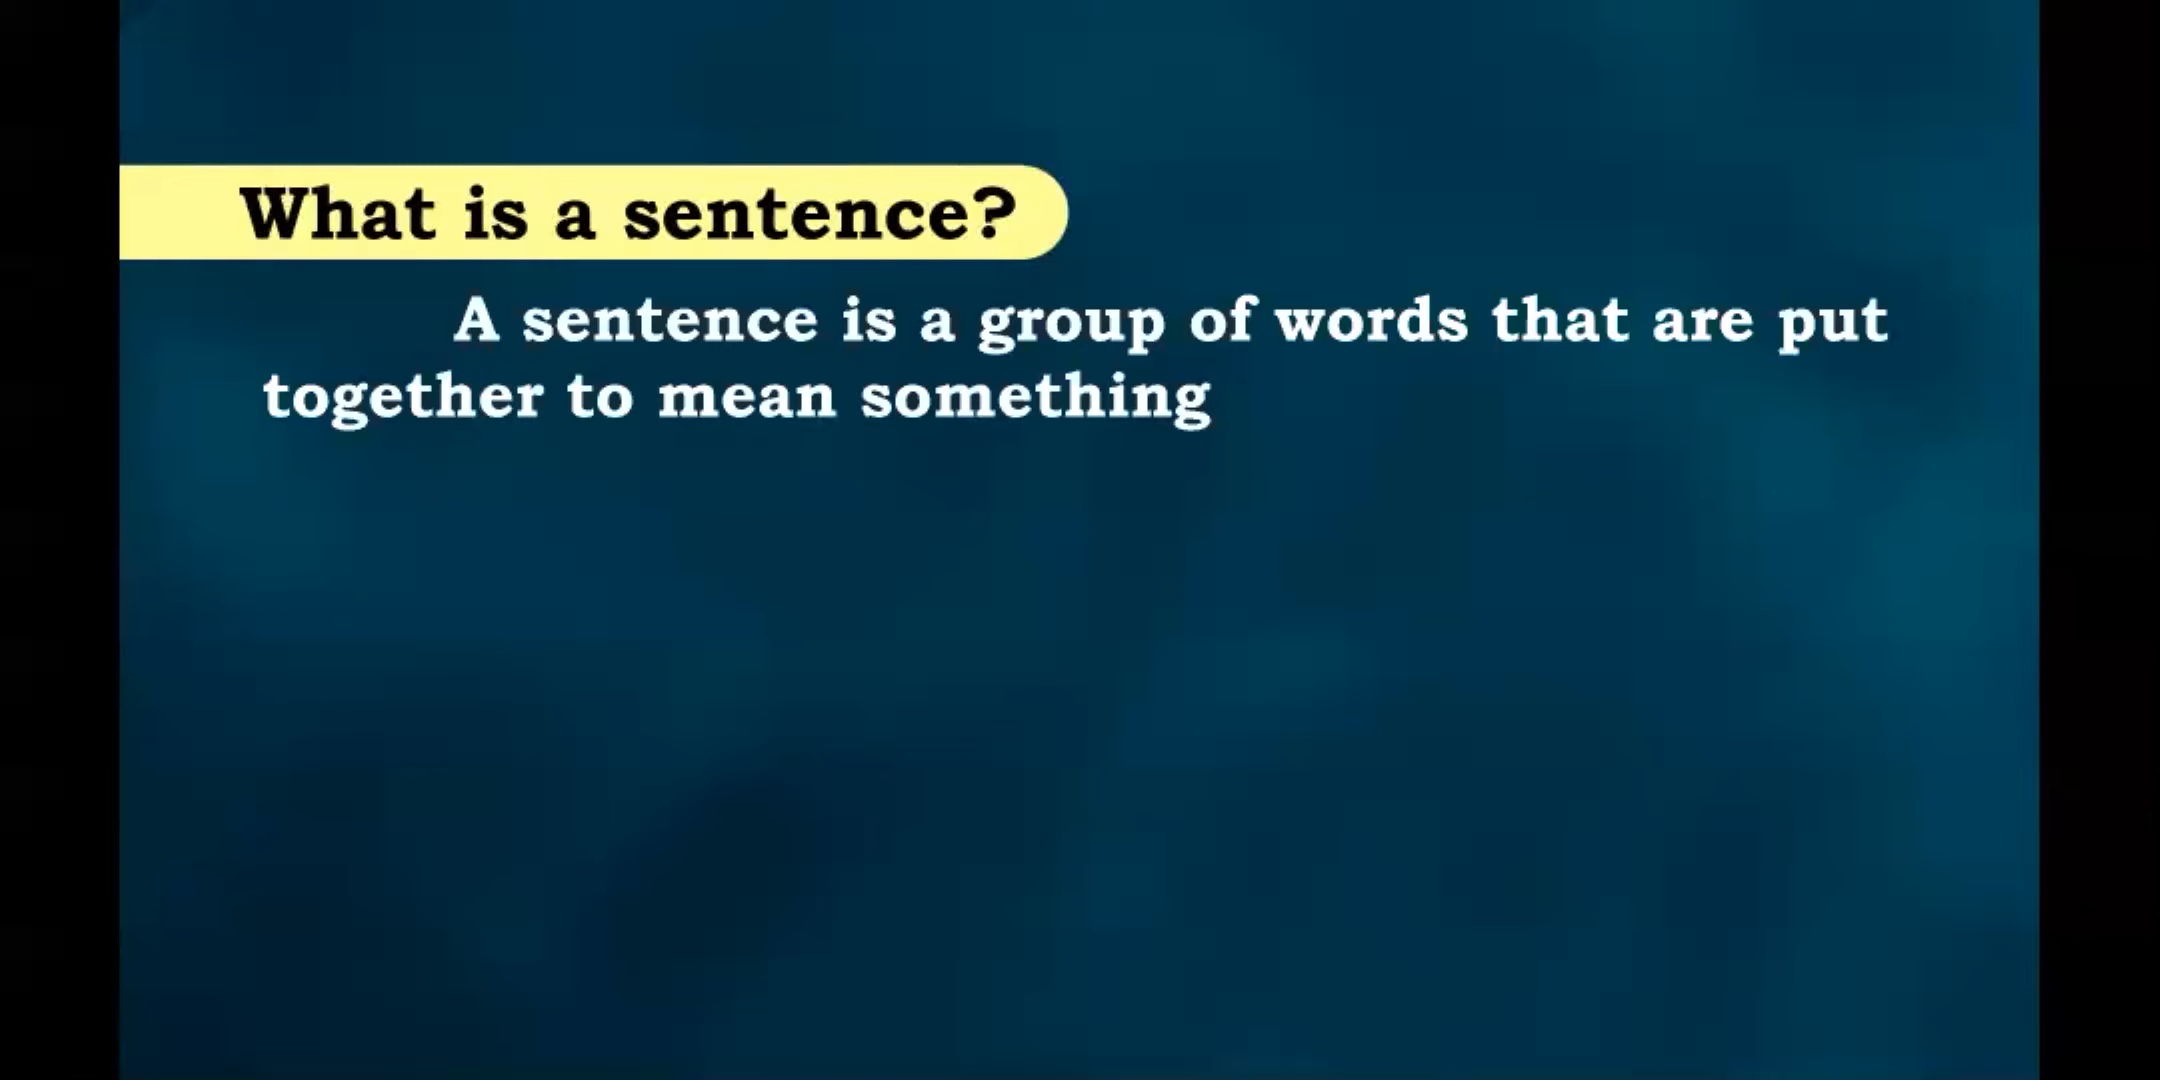 What is a sentence?
A sentence is a group of words that are put
together to mean something